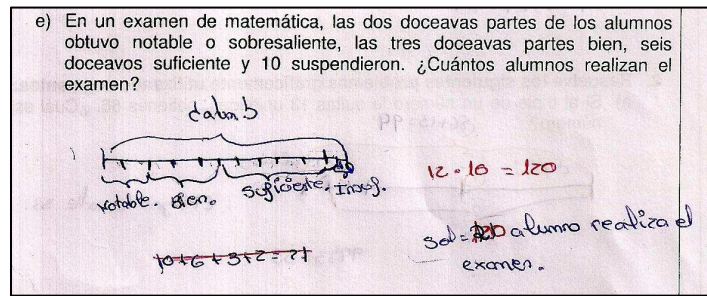 e) En un examen de matemática, las dos doceavas partes de los alumnos
obtuvo notable o sobresaliente, las tres doceavas partes bien, seis
doceavos suficiente y 10 suspendieron. ¿Cuántos alumnos realizan el
examen?
12 · 10 = 120
Notable. Bien. Suficiente. Insuf.
10+6+3+2=21
Sol = 120 alumno realiza el
examen.